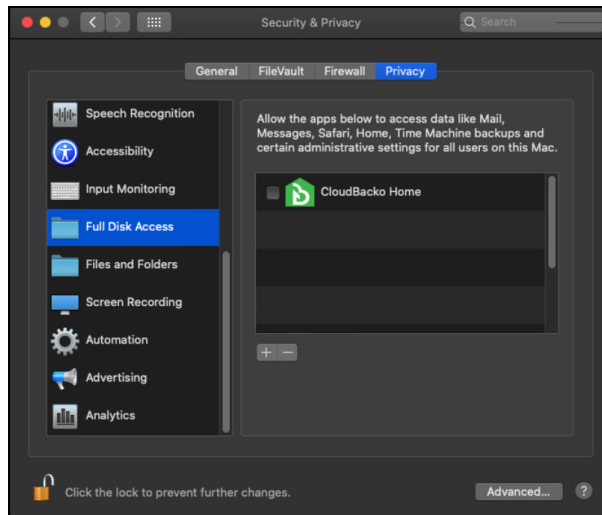 Security & Privacy
Search
General
FileVault
Firewall
Privacy
Speech Recognition
Accessibility
Input Monitoring
Full Disk Access
Files and Folders
Screen Recording
Automation
Advertising
Analytics
Allow the apps below to access data like Mail,
Messages, Safari, Home, Time Machine backups and
certain administrative settings for all users on this Mac.
CloudBacko Home
+ −
Click the lock to prevent further changes.
Advanced...
?